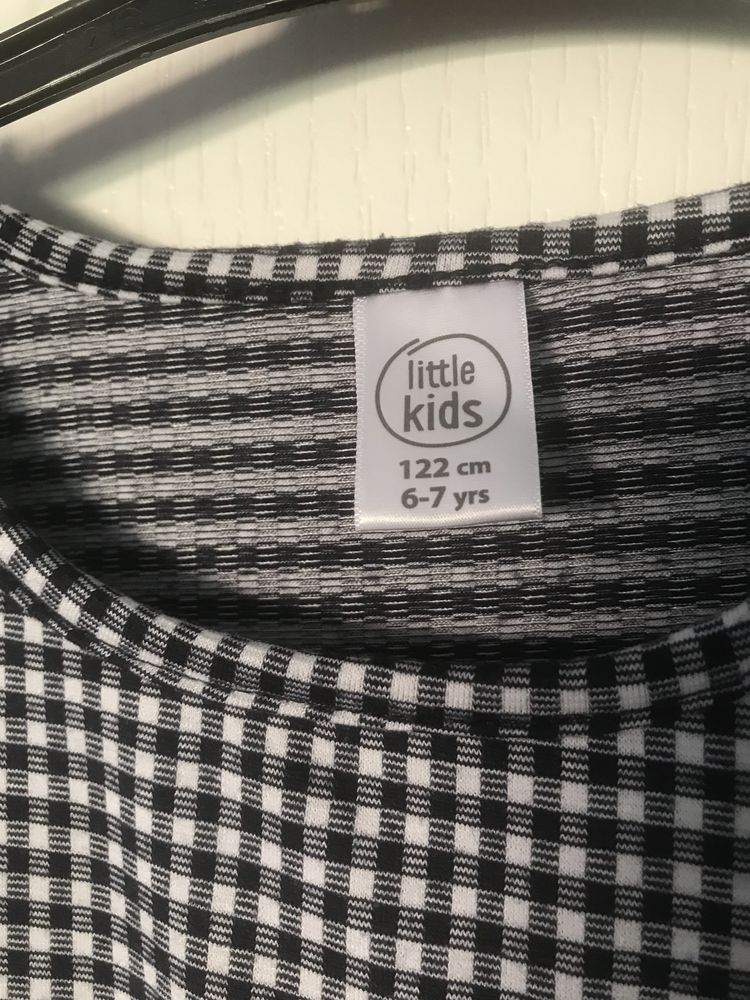 little
kids
122 cm
6-7 yrs